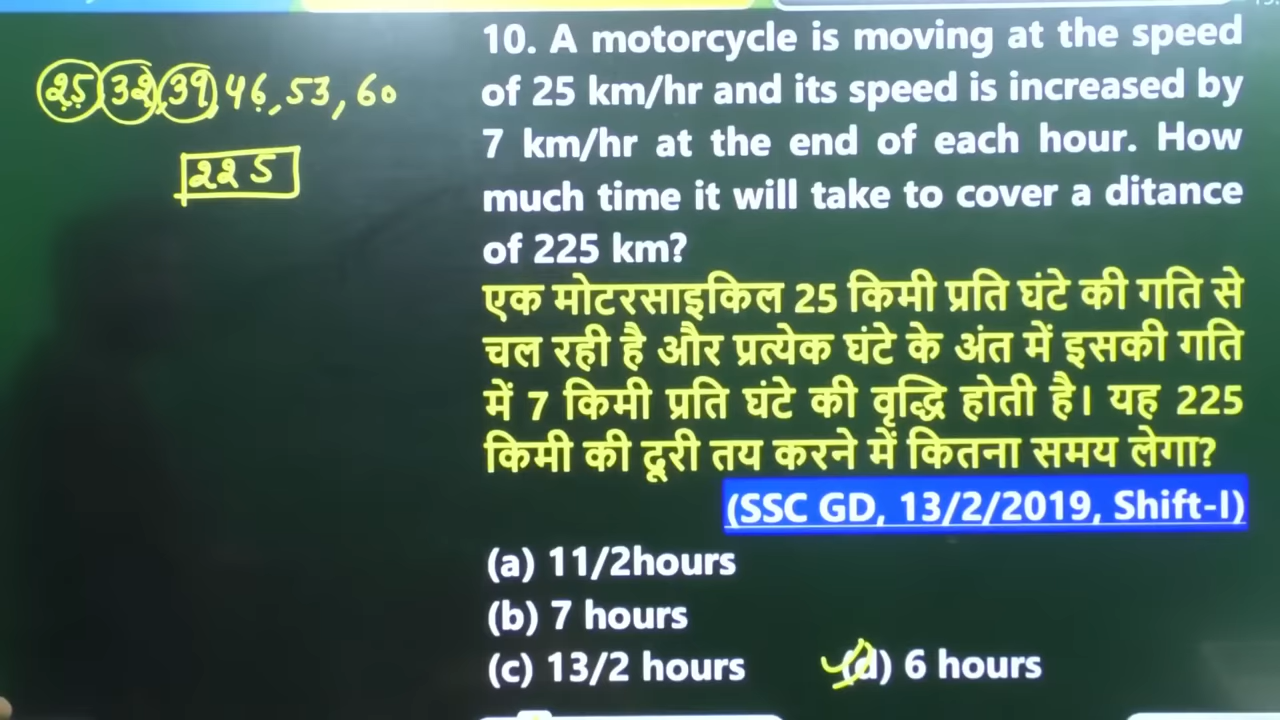 25, 32, 39, 46, 53, 60
225
10. A motorcycle is moving at the speed
of 25 km/hr and its speed is increased by
7 km/hr at the end of each hour. How
much time it will take to cover a ditance
of 225 km?
एक मोटरसाइकिल 25 किमी प्रति घंटे की गति से
चल रही है और प्रत्येक घंटे के अंत में इसकी गति
में 7 किमी प्रति घंटे की वृद्धि होती है। यह 225
किमी की दूरी तय करने में कितना समय लेगा?
(SSC GD, 13/2/2019, Shift-I)
(a) 11/2hours
(b) 7 hours
(c) 13/2 hours (d) 6 hours